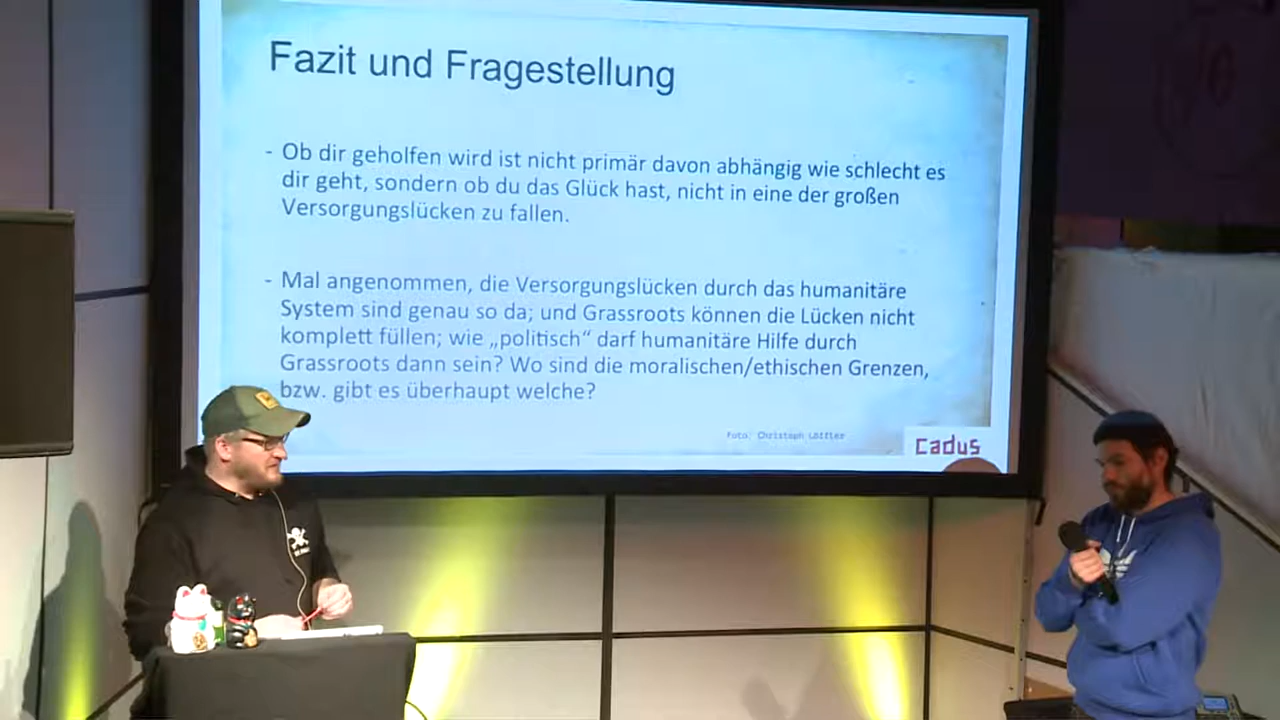 Fazit und Fragestellung
- Ob dir geholfen wird ist nicht primär davon abhängig wie schlecht es
dir geht, sondern ob du das Glück hast, nicht in eine der großen
Versorgungslücken zu fallen.
- Mal angenommen, die Versorgungslücken durch das humanitäre
System sind genau so da; und Grassroots können die Lücken nicht
komplett füllen; wie „politisch“ darf humanitäre Hilfe durch
Grassroots dann sein? Wo sind die moralischen/ethischen Grenzen,
bzw. gibt es überhaupt welche?
Foto: Christoph Löffler
cadus